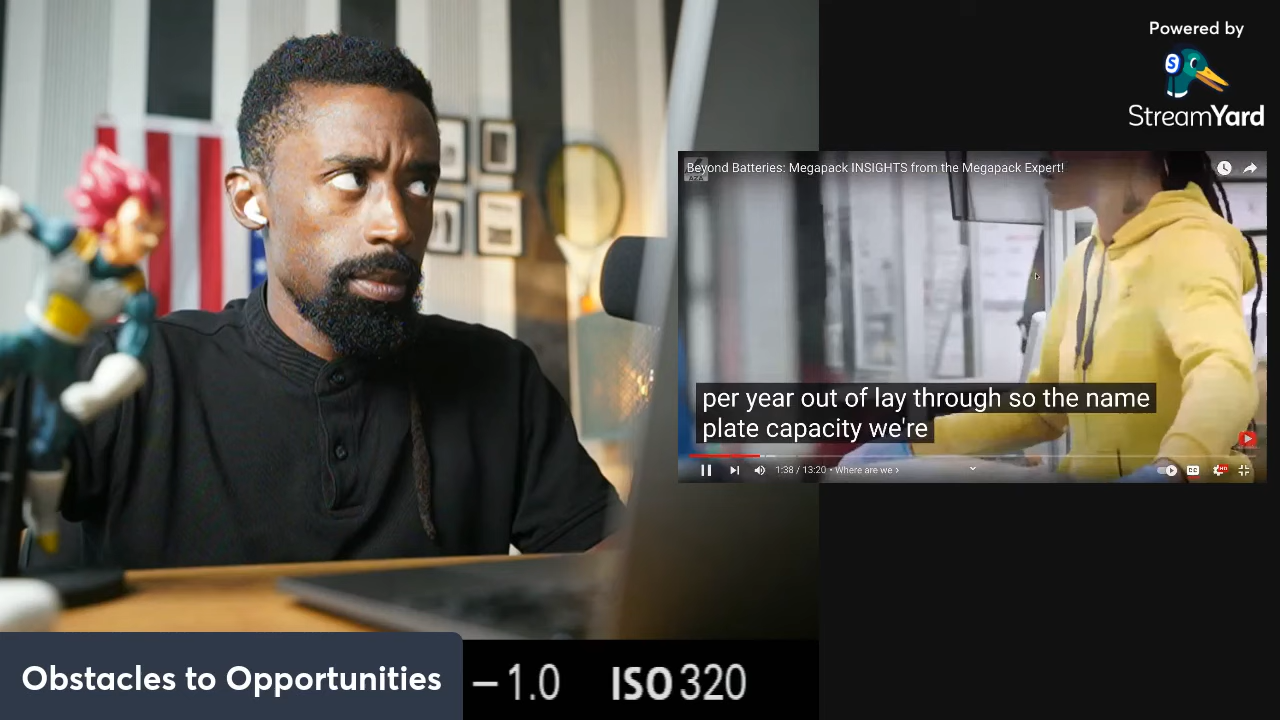 Powered by
StreamYard
Beyond Batteries: Megapack INSIGHTS from the Megapack Expert!
per year out of lay through so the name
plate capacity we're
1:38 / 13:20 • Where are we ›
CC
HD
Obstacles to Opportunities
– 1.0 ISO 320